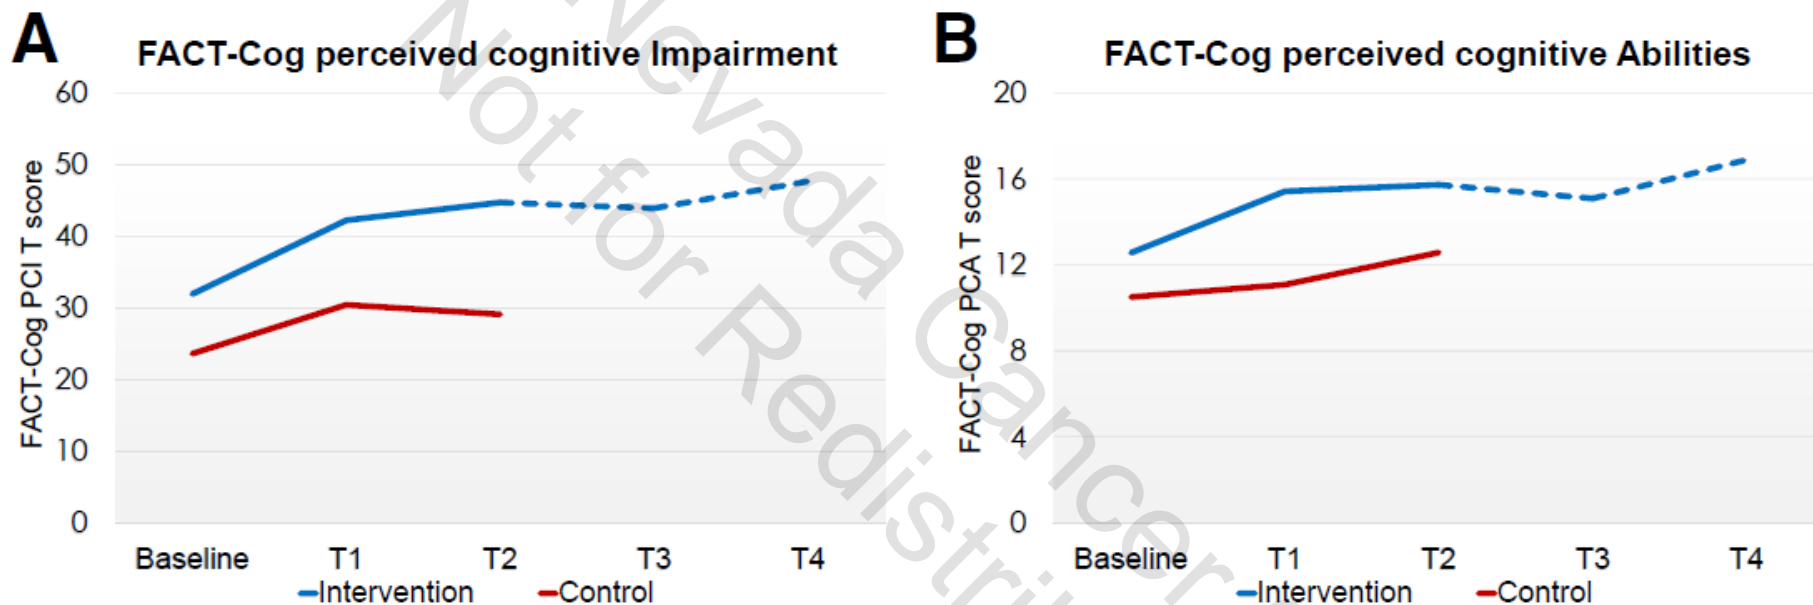 A
FACT-Cog perceived cognitive Impairment
FACT-Cog PCI T score
60
50
40
30
20
10
0
Baseline T1 T2 T3 T4
Intervention Control
B
FACT-Cog perceived cognitive Abilities
FACT-Cog PCA T score
20
16
12
8
4
0
Baseline T1 T2 T3 T4
Intervention Control
Nevada Cancer
Not for